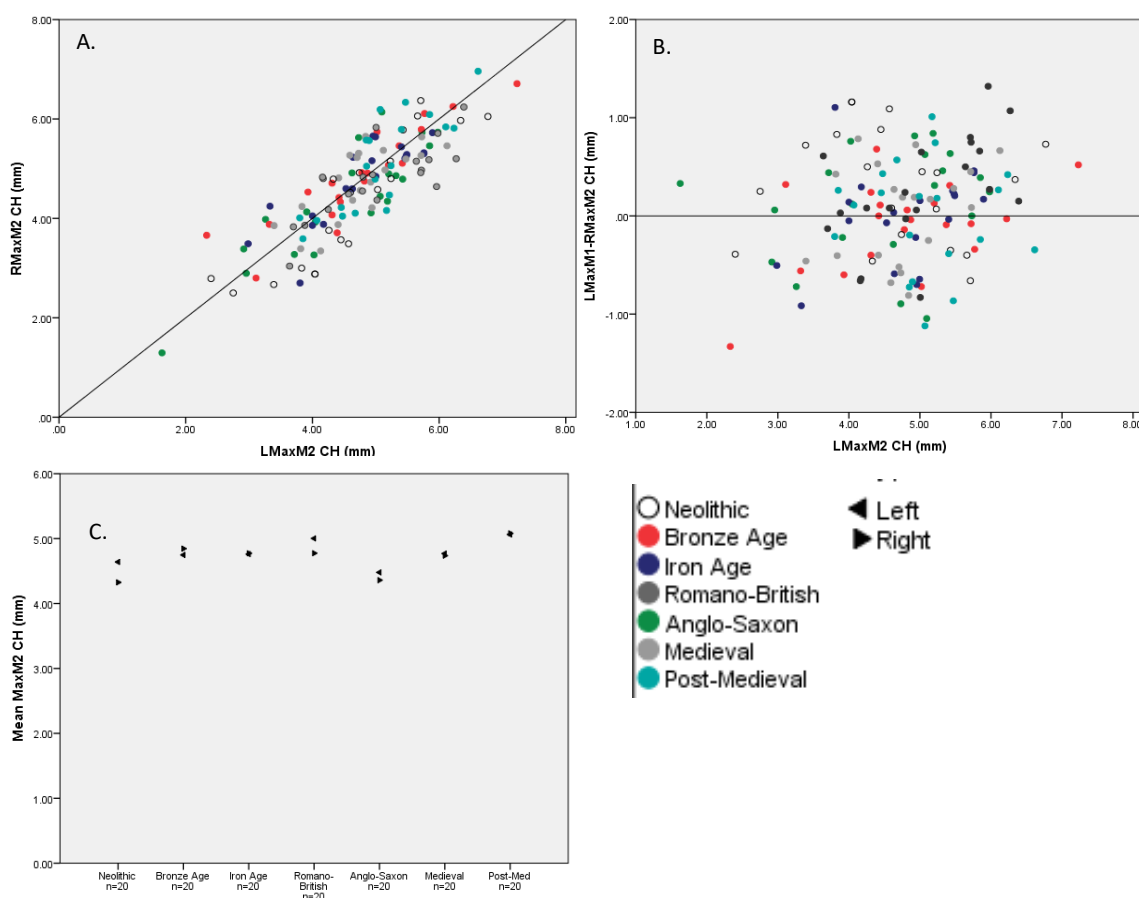 A.
8.00
6.00
4.00
2.00
.00
RMaxM2 CH (mm)
.00 2.00 4.00 6.00 8.00
LMaxM2 CH (mm)
B.
2.00
1.00
.00
-1.00
-2.00
LMaxM1-RMaxM2 CH (mm)
1.00 2.00 3.00 4.00 5.00 6.00 7.00 8.00
LMaxM2 CH (mm)
C.
6.00
5.00
4.00
3.00
2.00
1.00
0.00
Mean MaxM2 CH (mm)
Neolithic
n=20
Bronze Age
n=20
Iron Age
n=20
Romano-
British
n=20
Anglo-Saxon
n=20
Medieval
n=20
Post-Med
n=20
Neolithic
Bronze Age
Iron Age
Romano-British
Anglo-Saxon
Medieval
Post-Medieval
Left
Right